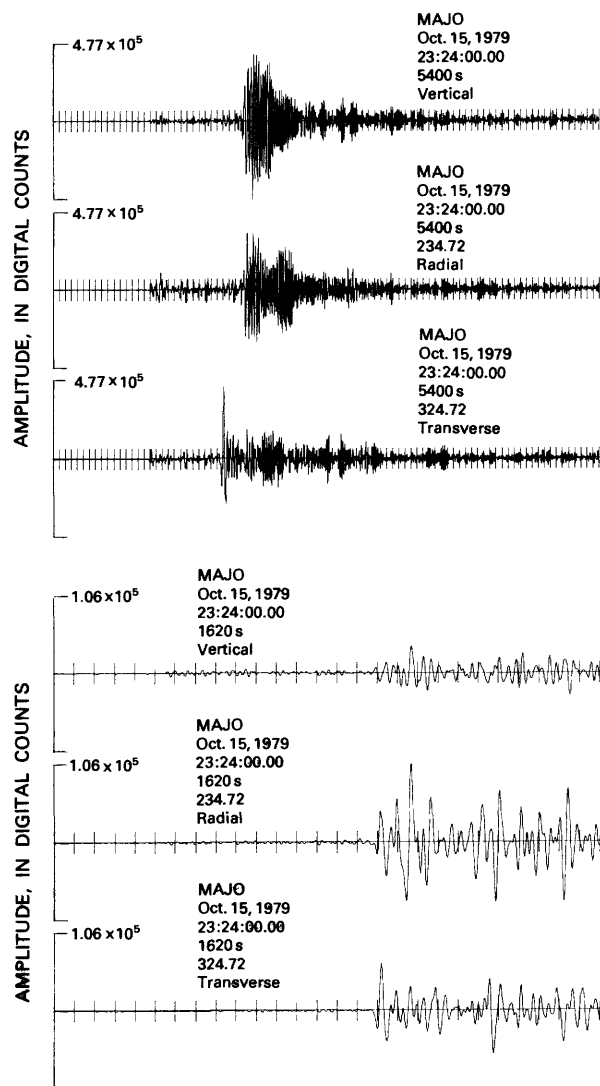 AMPLITUDE, IN DIGITAL COUNTS
4.77 × 10⁵
MAJO
Oct. 15, 1979
23:24:00.00
5400 s
Vertical
4.77 × 10⁵
MAJO
Oct. 15, 1979
23:24:00.00
5400 s
234.72
Radial
4.77 × 10⁵
MAJO
Oct. 15, 1979
23:24:00.00
5400 s
324.72
Transverse
AMPLITUDE, IN DIGITAL COUNTS
1.06 × 10⁵
MAJO
Oct. 15, 1979
23:24:00.00
1620 s
Vertical
1.06 × 10⁵
MAJO
Oct. 15, 1979
23:24:00.00
1620 s
234.72
Radial
1.06 × 10⁵
MAJO
Oct. 15, 1979
23:24:00.00
1620 s
324.72
Transverse